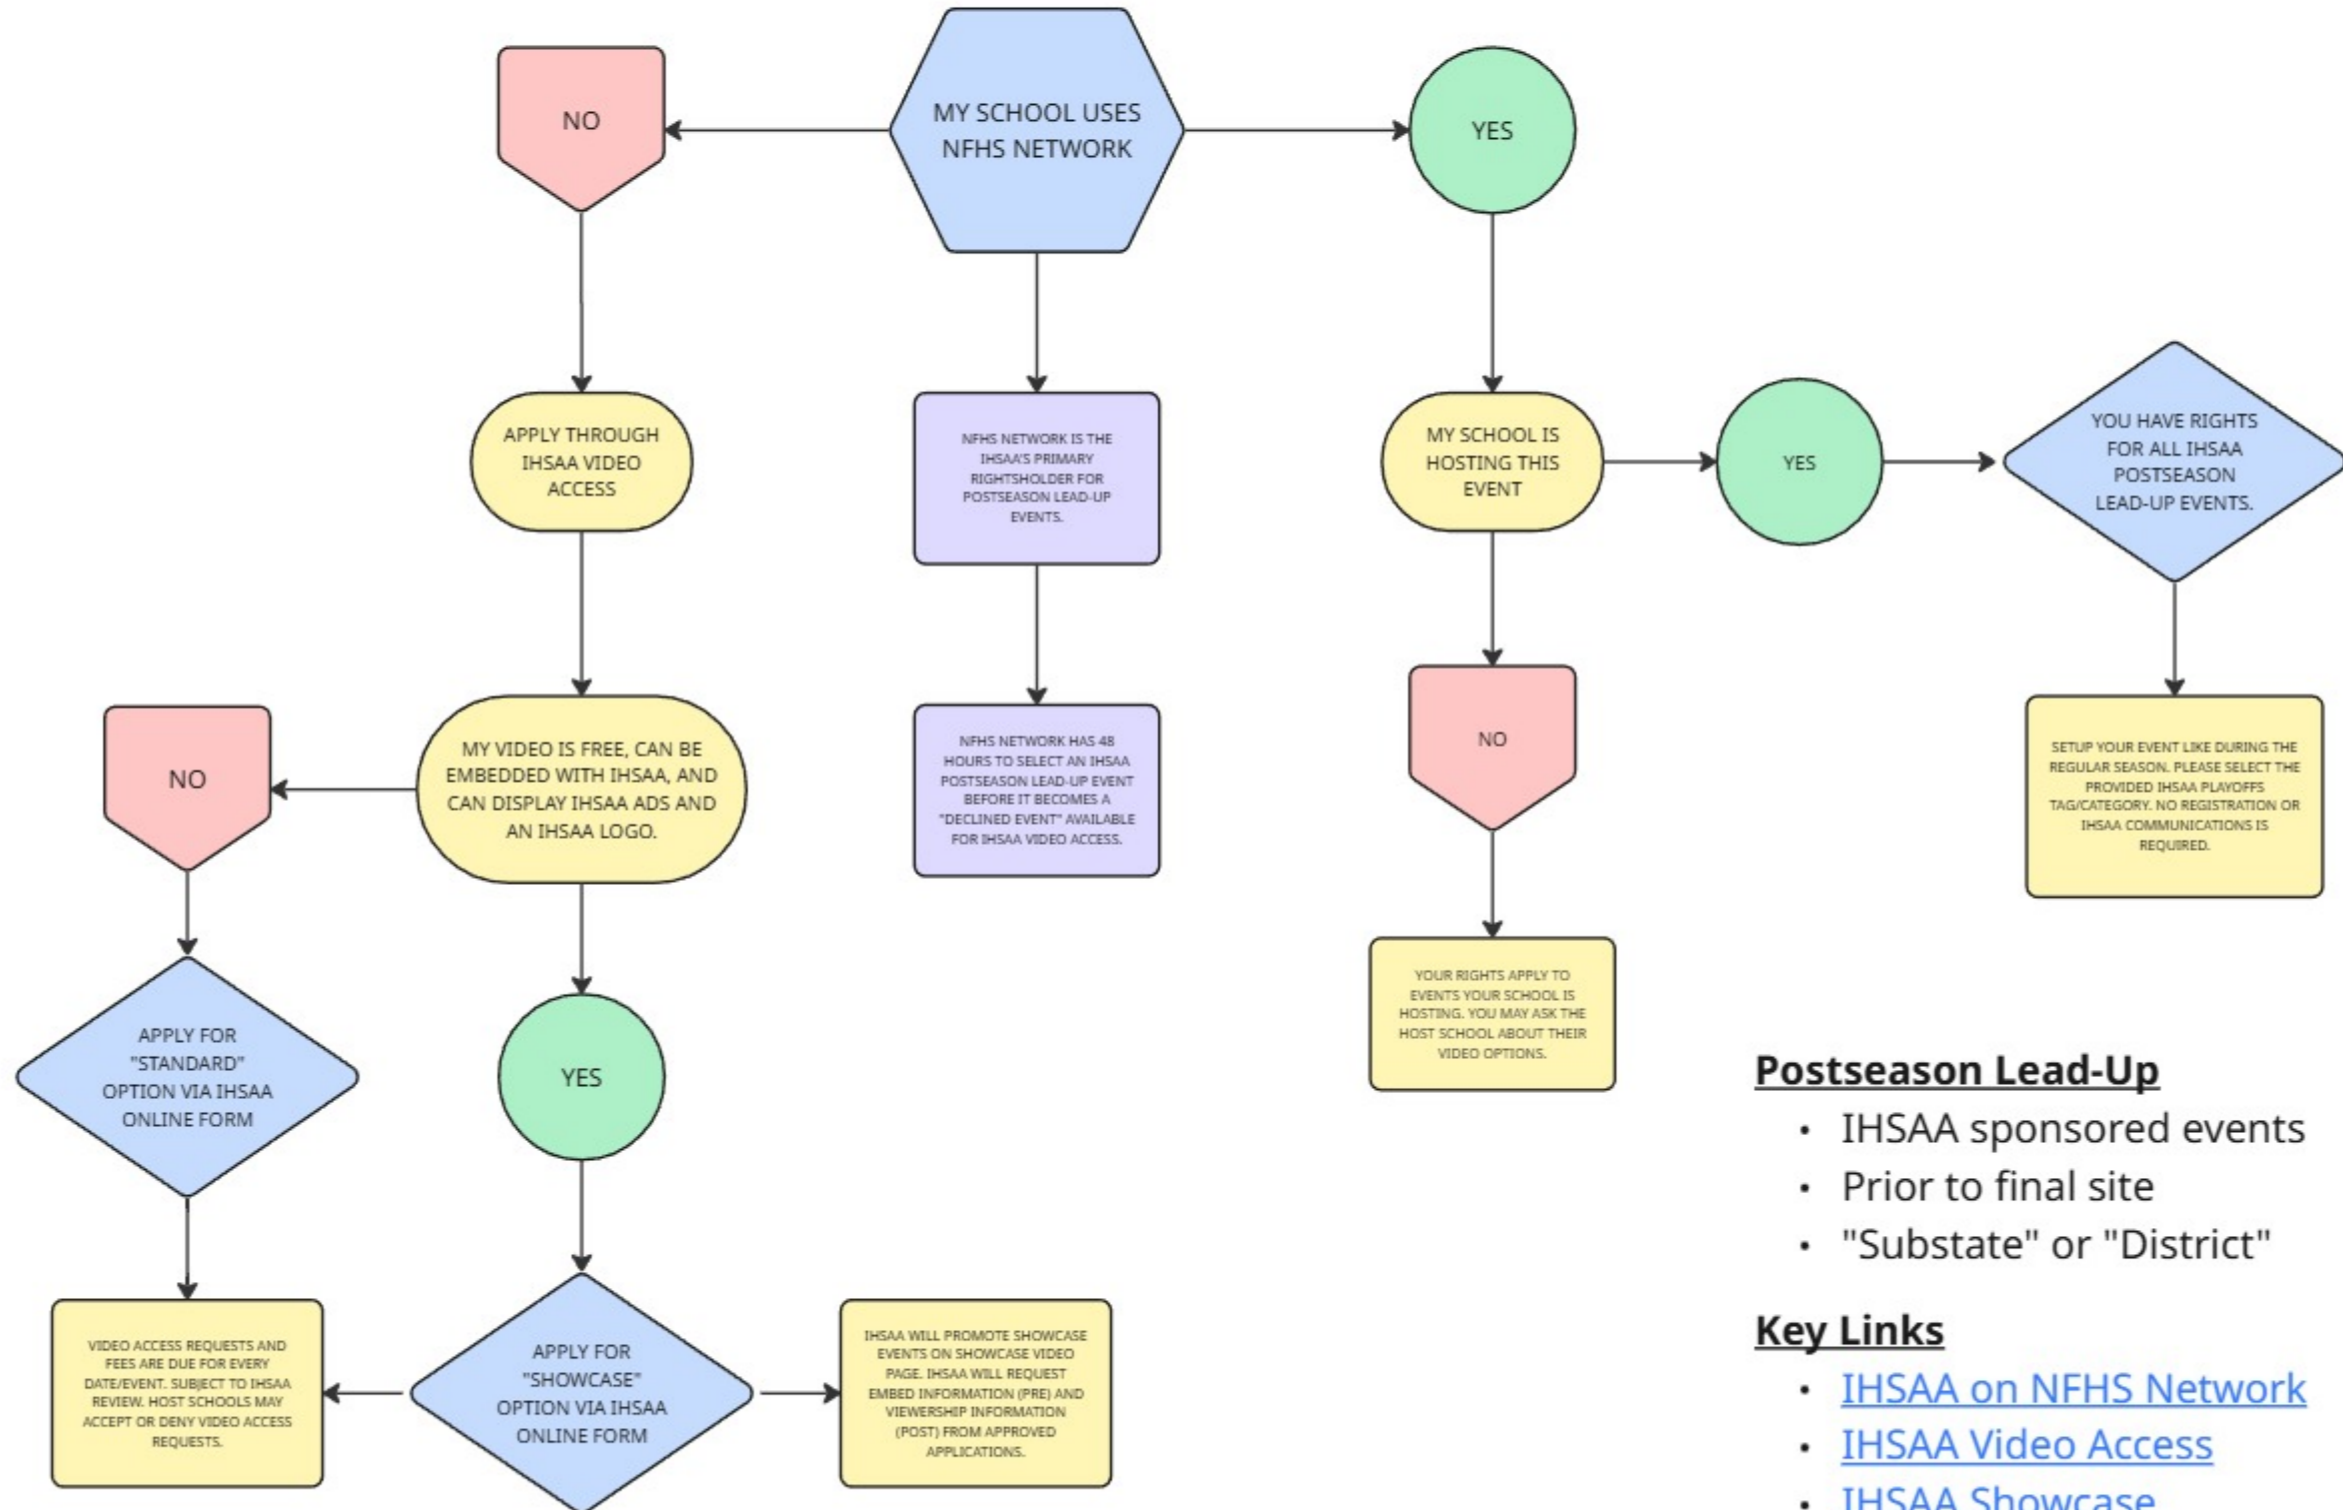 NO
MY SCHOOL USES
NFHS NETWORK
YES
APPLY THROUGH
IHSAA VIDEO
ACCESS
NFHS NETWORK IS THE
IHSAA'S PRIMARY
RIGHTSHOLDER FOR
POSTSEASON LEAD-UP
EVENTS.
MY SCHOOL IS
HOSTING THIS
EVENT
YES
YOU HAVE RIGHTS
FOR ALL IHSAA
POSTSEASON
LEAD-UP EVENTS.
NO
MY VIDEO IS FREE, CAN BE
EMBEDDED WITH IHSAA, AND
CAN DISPLAY IHSAA ADS AND
AN IHSAA LOGO.
NFHS NETWORK HAS 48
HOURS TO SELECT AN IHSAA
POSTSEASON LEAD-UP EVENT
BEFORE IT BECOMES A
"DECLINED EVENT" AVAILABLE
FOR IHSAA VIDEO ACCESS.
NO
SETUP YOUR EVENT LIKE DURING THE
REGULAR SEASON. PLEASE SELECT THE
PROVIDED IHSAA PLAYOFFS
TAG/CATEGORY. NO REGISTRATION OR
IHSAA COMMUNICATIONS IS
REQUIRED.
APPLY FOR
"STANDARD"
OPTION VIA IHSAA
ONLINE FORM
YES
YOUR RIGHTS APPLY TO
EVENTS YOUR SCHOOL IS
HOSTING. YOU MAY ASK THE
HOST SCHOOL ABOUT THEIR
VIDEO OPTIONS.
VIDEO ACCESS REQUESTS AND
FEES ARE DUE FOR EVERY
DATE/EVENT. SUBJECT TO IHSAA
REVIEW. HOST SCHOOLS MAY
ACCEPT OR DENY VIDEO ACCESS
REQUESTS.
APPLY FOR
"SHOWCASE"
OPTION VIA IHSAA
ONLINE FORM
IHSAA WILL PROMOTE SHOWCASE
EVENTS ON SHOWCASE VIDEO
PAGE. IHSAA WILL REQUEST
EMBED INFORMATION (PRE) AND
VIEWERSHIP INFORMATION
(POST) FROM APPROVED
APPLICATIONS.
Postseason Lead-Up
• IHSAA sponsored events
• Prior to final site
• "Substate" or "District"
Key Links
• IHSAA on NFHS Network
• IHSAA Video Access
• IHSAA Showcase